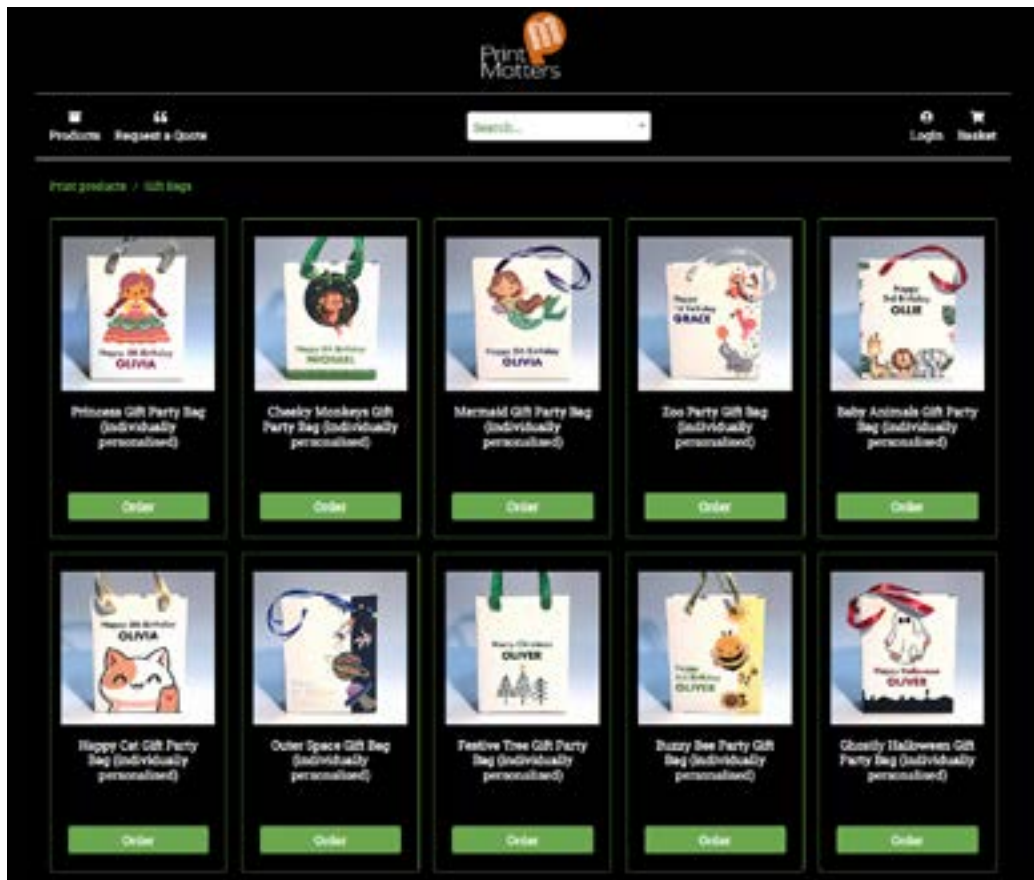 Print
Matters
Products
Request a Quote
Search...
Login
Basket
Print products / Gift Bags
Happy 5th Birthday
OLIVIA
MICHAEL
Happy 5th Birthday
OLIVIA
Happy
1st Birthday
GRACE
Happy
3rd Birthday
OLLIE
Princess Gift Party Bag
(individually
personalised)
Cheeky Monkeys Gift
Party Bag (individually
personalised)
Mermaid Gift Party Bag
(individually
personalised)
Zoo Party Gift Bag
(individually
personalised)
Baby Animals Gift Party
Bag (individually
personalised)
Order
Order
Order
Order
Order
OLIVIA
Merry Christmas
OLIVER
OLIVER
Happy Halloween
OLIVER
Happy Cat Gift Party
Bag (individually
personalised)
Outer Space Gift Bag
(individually
personalised)
Festive Tree Gift Party
Bag (individually
personalised)
Buzzy Bee Party Gift
Bag (individually
personalised)
Ghostly Halloween Gift
Party Bag (individually
personalised)
Order
Order
Order
Order
Order